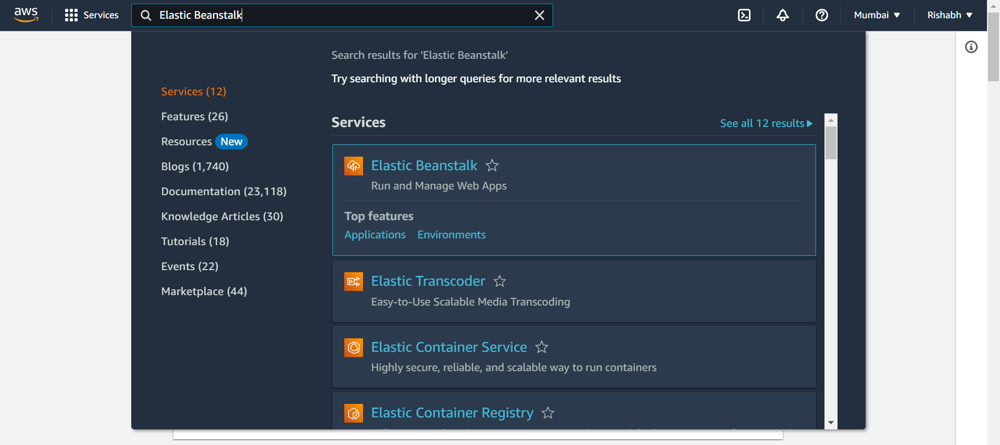 aws Services Elastic Beanstalk Mumbai Rishabh
Search results for 'Elastic Beanstalk'
Try searching with longer queries for more relevant results
Services (12)
Features (26)
Resources New
Blogs (1,740)
Documentation (23,118)
Knowledge Articles (30)
Tutorials (18)
Events (22)
Marketplace (44)
Services See all 12 results
Elastic Beanstalk
Run and Manage Web Apps
Top features
Applications Environments
Elastic Transcoder
Easy-to-Use Scalable Media Transcoding
Elastic Container Service
Highly secure, reliable, and scalable way to run containers
Elastic Container Registry